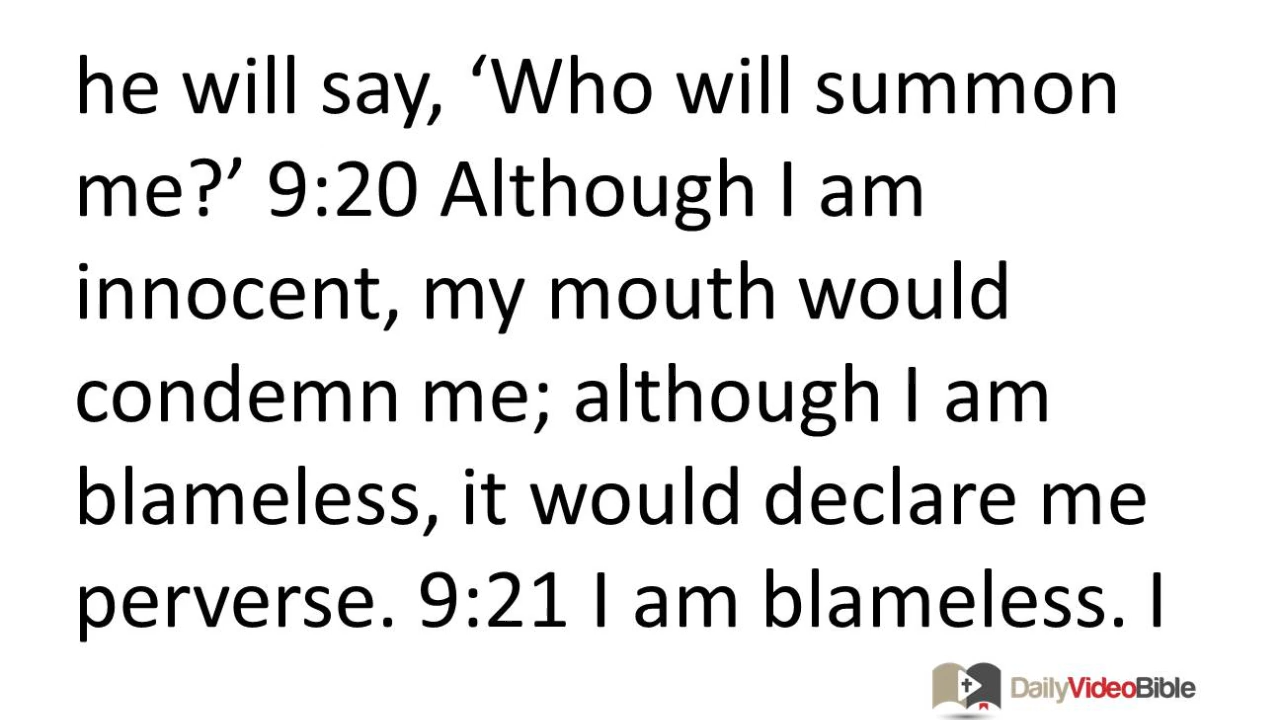 he will say, ‘Who will summon
me?’ 9:20 Although I am
innocent, my mouth would
condemn me; although I am
blameless, it would declare me
perverse. 9:21 I am blameless. I
DailyVideoBible